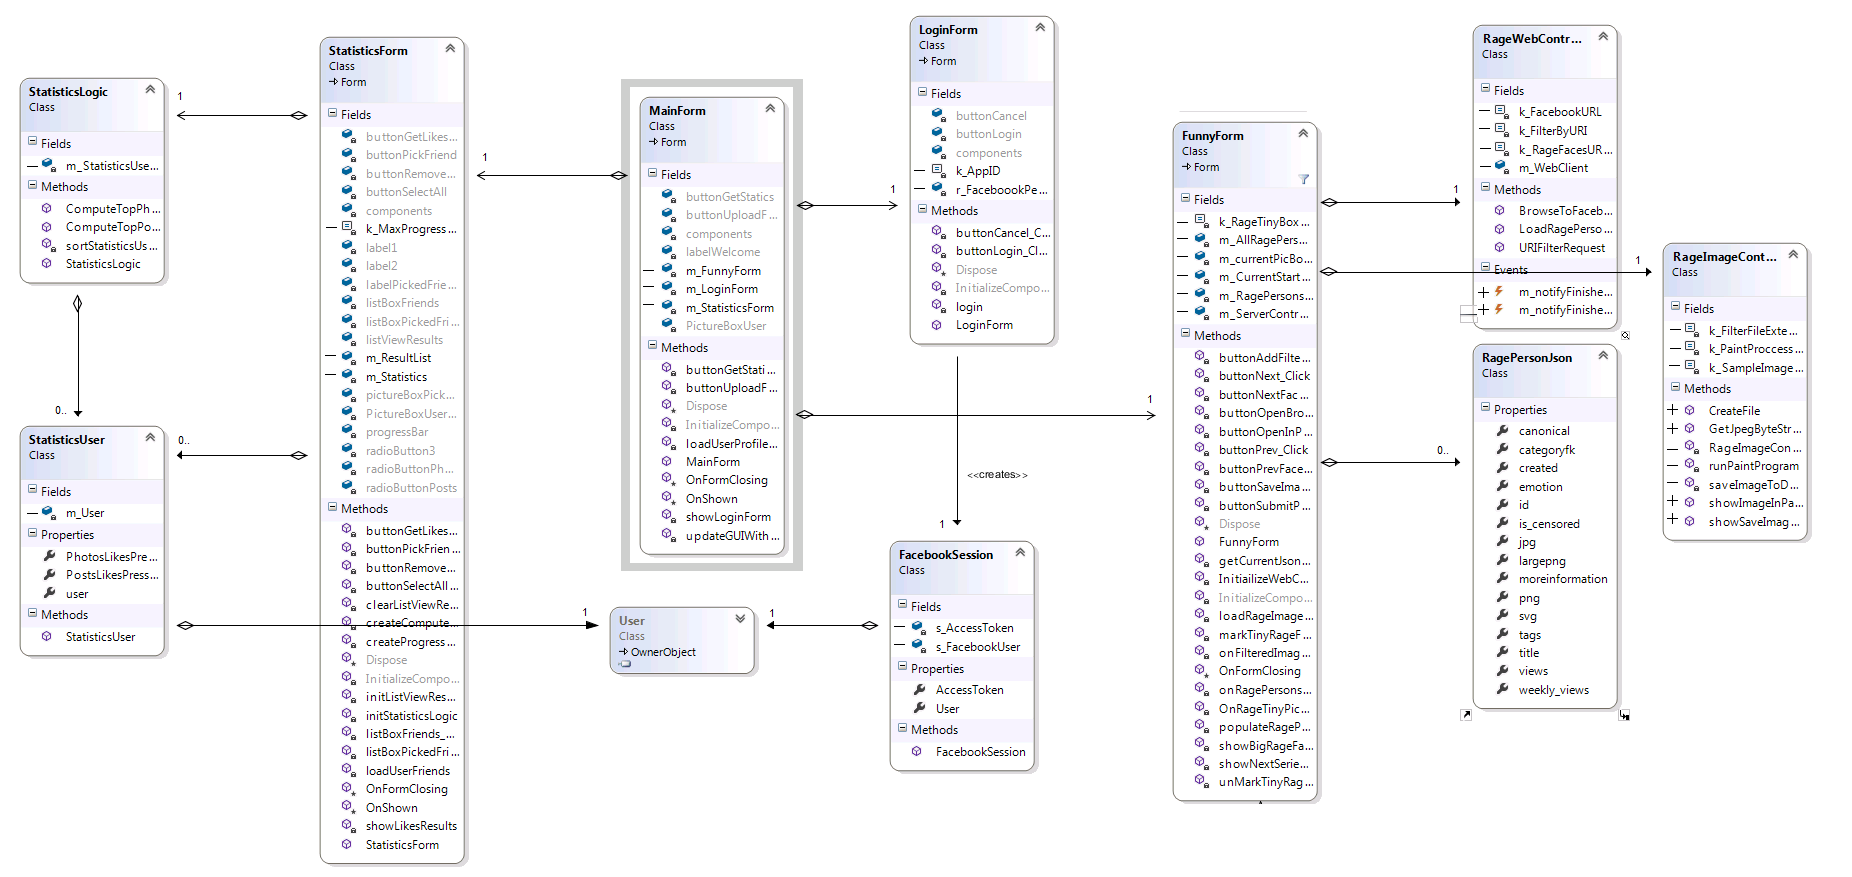 StatisticsLogic
Class
Fields
m_StatisticsUse...
Methods
ComputeTopPh...
ComputeTopPo...
sortStatisticsUs...
StatisticsLogic
1
0..
StatisticsUser
Class
Fields
m_User
Properties
PhotosLikesPre...
PostsLikesPress...
user
Methods
StatisticsUser
0..
StatisticsForm
Class
Form
Fields
buttonGetLikes...
buttonPickFriend
buttonRemove...
buttonSelectAll
components
k_MaxProgress...
label1
label2
labelPickedFrie...
listBoxFriends
listBoxPickedFri...
listViewResults
m_ResultList
m_Statistics
pictureBoxPick...
PictureBoxUser...
progressBar
radioButton3
radioButtonPh...
radioButtonPosts
Methods
buttonGetLikes...
buttonPickFrien...
buttonRemove...
buttonSelectAll...
clearListViewRe...
createCompute...
createProgress...
Dispose
InitializeCompo...
initListViewRes...
initStatisticsLogic
listBoxFriends_...
listBoxPickedFri...
loadUserFriends
OnFormClosing
OnShown
showLikesResults
StatisticsForm
1
MainForm
Class
Form
Fields
buttonGetStatics
buttonUploadF...
components
labelWelcome
m_FunnyForm
m_LoginForm
m_StatisticsForm
PictureBoxUser
Methods
buttonGetStati...
buttonUploadF...
Dispose
InitializeCompo...
loadUserProfile...
MainForm
OnFormClosing
OnShown
showLoginForm
updateGUIWith...
1
User
Class
OwnerObject
1
1
LoginForm
Class
Form
Fields
buttonCancel
buttonLogin
components
k_AppID
r_FaceboookPe...
Methods
buttonCancel_C...
buttonLogin_Cl...
Dispose
InitializeCompo...
login
LoginForm
<<creates>>
1
FacebookSession
Class
Fields
s_AccessToken
s_FacebookUser
Properties
AccessToken
User
Methods
FacebookSession
1
FunnyForm
Class
Form
Fields
k_RageTinyBox...
m_AllRagePers...
m_currentPicBo...
m_CurrentStart...
m_RagePersons...
m_ServerContr...
Methods
buttonAddFilte...
buttonNext_Click
buttonNextFac...
buttonOpenBro...
buttonOpenInP...
buttonPrev_Click
buttonPrevFace...
buttonSaveIma...
buttonSubmitP...
Dispose
FunnyForm
getCurrentJson...
InitiailizeWebC...
InitializeCompo...
loadRageImage...
markTinyRageF...
onFilteredImag...
OnFormClosing
onRagePersons...
OnRageTinyPic...
populateRageP...
showBigRageFa...
showNextSerie...
unMarkTinyRag...
1
RageWebContr...
Class
Fields
k_FacebookURL
k_FilterByURI
k_RageFacesUR...
m_WebClient
Methods
BrowseToFaceb...
LoadRagePerso...
URIFilterRequest
Events
m_notifyFinishe...
m_notifyFinishe...
0..
RagePersonJson
Class
Properties
canonical
categoryfk
created
emotion
id
is_censored
jpg
largepng
moreinformation
png
svg
tags
title
views
weekly_views
1
RageImageCont...
Class
Fields
k_FilterFileExte...
k_PaintProccess...
k_SampleImage...
Methods
CreateFile
GetJpegByteStr...
RageImageCon...
runPaintProgram
saveImageToD...
showImageInPa...
showSaveImag...